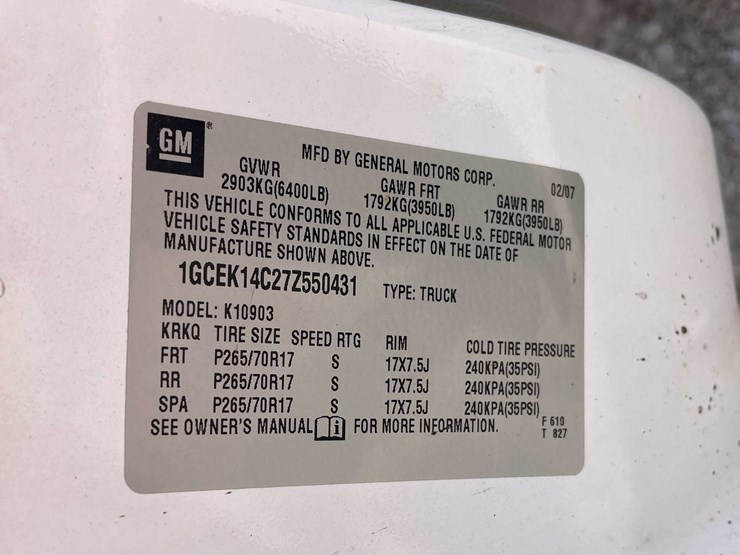 GM
MFD BY GENERAL MOTORS CORP. 02/07
GVWR GAWR FRT GAWR RR
2903KG(6400LB) 1792KG(3950LB) 1792KG(3950LB)
THIS VEHICLE CONFORMS TO ALL APPLICABLE U.S. FEDERAL MOTOR
VEHICLE SAFETY STANDARDS IN EFFECT ON THE DATE OF
MANUFACTURE SHOWN ABOVE.
1GCEK14C27Z550431 TYPE: TRUCK
MODEL: K10903
KRKQ TIRE SIZE SPEED RTG RIM COLD TIRE PRESSURE
FRT P265/70R17 S 17X7.5J 240KPA(35PSI)
RR P265/70R17 S 17X7.5J 240KPA(35PSI)
SPA P265/70R17 S 17X7.5J 240KPA(35PSI)
SEE OWNER'S MANUAL i FOR MORE INFORMATION.
F 619
T 827